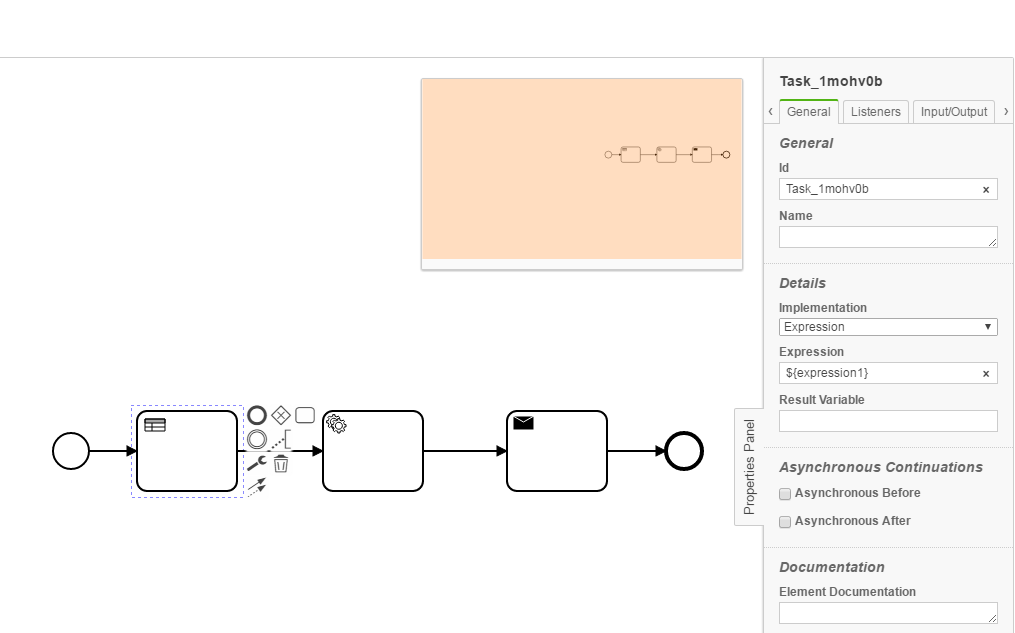 Task_1mohv0b
General
Listeners
Input/Output
General
Id
Task_1mohv0b
Name
Details
Implementation
Expression
Expression
${expression1}
Result Variable
Asynchronous Continuations
Asynchronous Before
Asynchronous After
Documentation
Element Documentation
Properties Panel